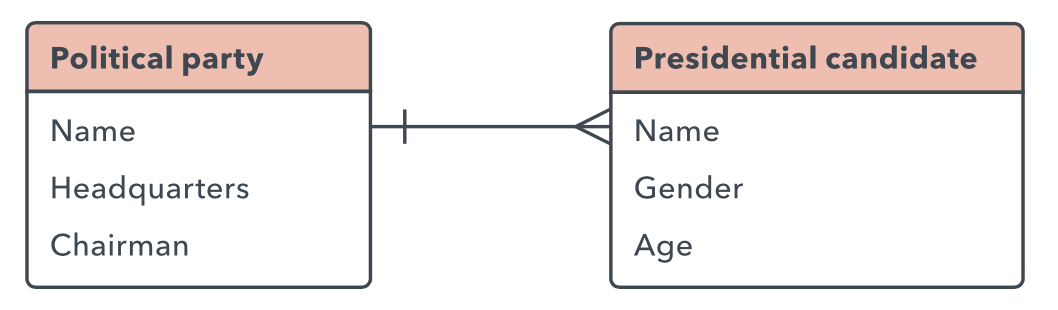 Political party
Name
Headquarters
Chairman
Presidential candidate
Name
Gender
Age